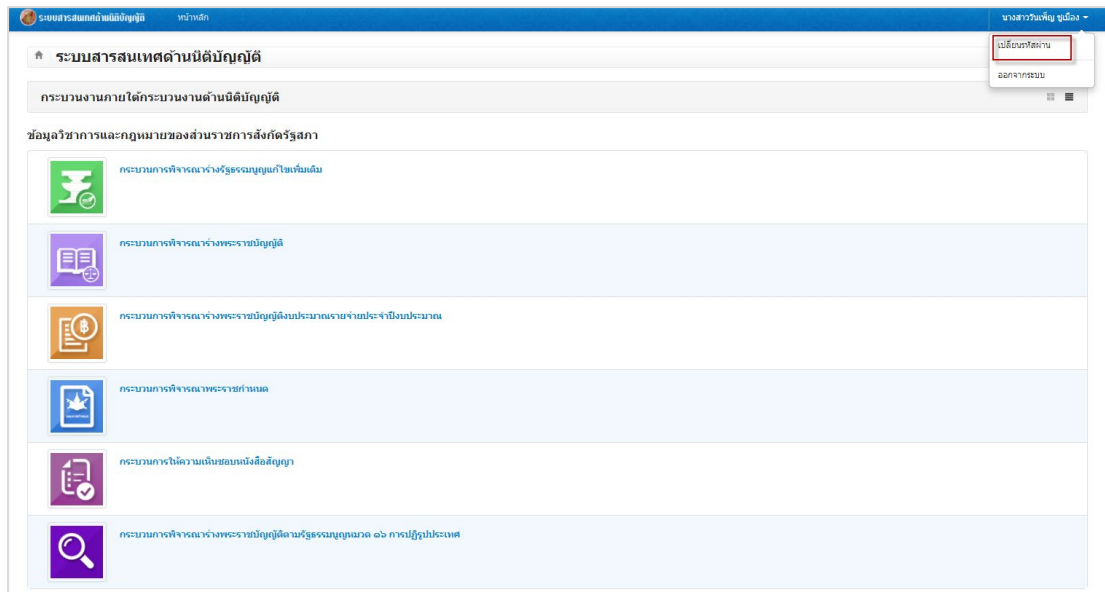 ระบบสารสนเทศด้านนิติบัญญัติ หน้าหลัก นางสาววันเพ็ญ ชูเมือง
เปลี่ยนรหัสผ่าน
ออกจากระบบ
ระบบสารสนเทศด้านนิติบัญญัติ
กระบวนงานภายใต้กระบวนงานด้านนิติบัญญัติ
ข้อมูลวิชาการและกฎหมายของส่วนราชการสังกัดรัฐสภา
กระบวนการพิจารณาร่างรัฐธรรมนูญแก้ไขเพิ่มเติม
กระบวนการพิจารณาร่างพระราชบัญญัติ
กระบวนการพิจารณาร่างพระราชบัญญัติงบประมาณรายจ่ายประจำปีงบประมาณ
กระบวนการพิจารณาพระราชกำหนด
กระบวนการให้ความเห็นชอบหนังสือสัญญา
กระบวนการพิจารณาร่างพระราชบัญญัติตามรัฐธรรมนูญหมวด ๑๖ การปฏิรูปประเทศ